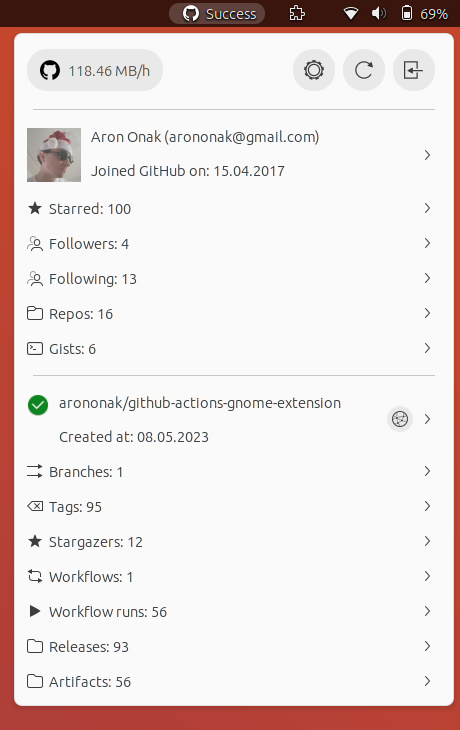 Success
69%
118.46 MB/h
Aron Onak (arononak@gmail.com)
Joined GitHub on: 15.04.2017
Starred: 100
Followers: 4
Following: 13
Repos: 16
Gists: 6
arononak/github-actions-gnome-extension
Created at: 08.05.2023
Branches: 1
Tags: 95
Stargazers: 12
Workflows: 1
Workflow runs: 56
Releases: 93
Artifacts: 56